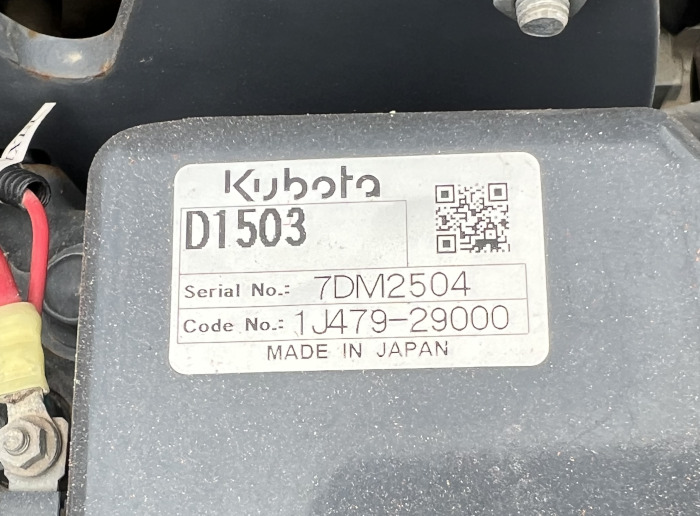 Kubota
D1503
Serial No.: 7DM2504
Code No.: 1J479-29000
MADE IN JAPAN